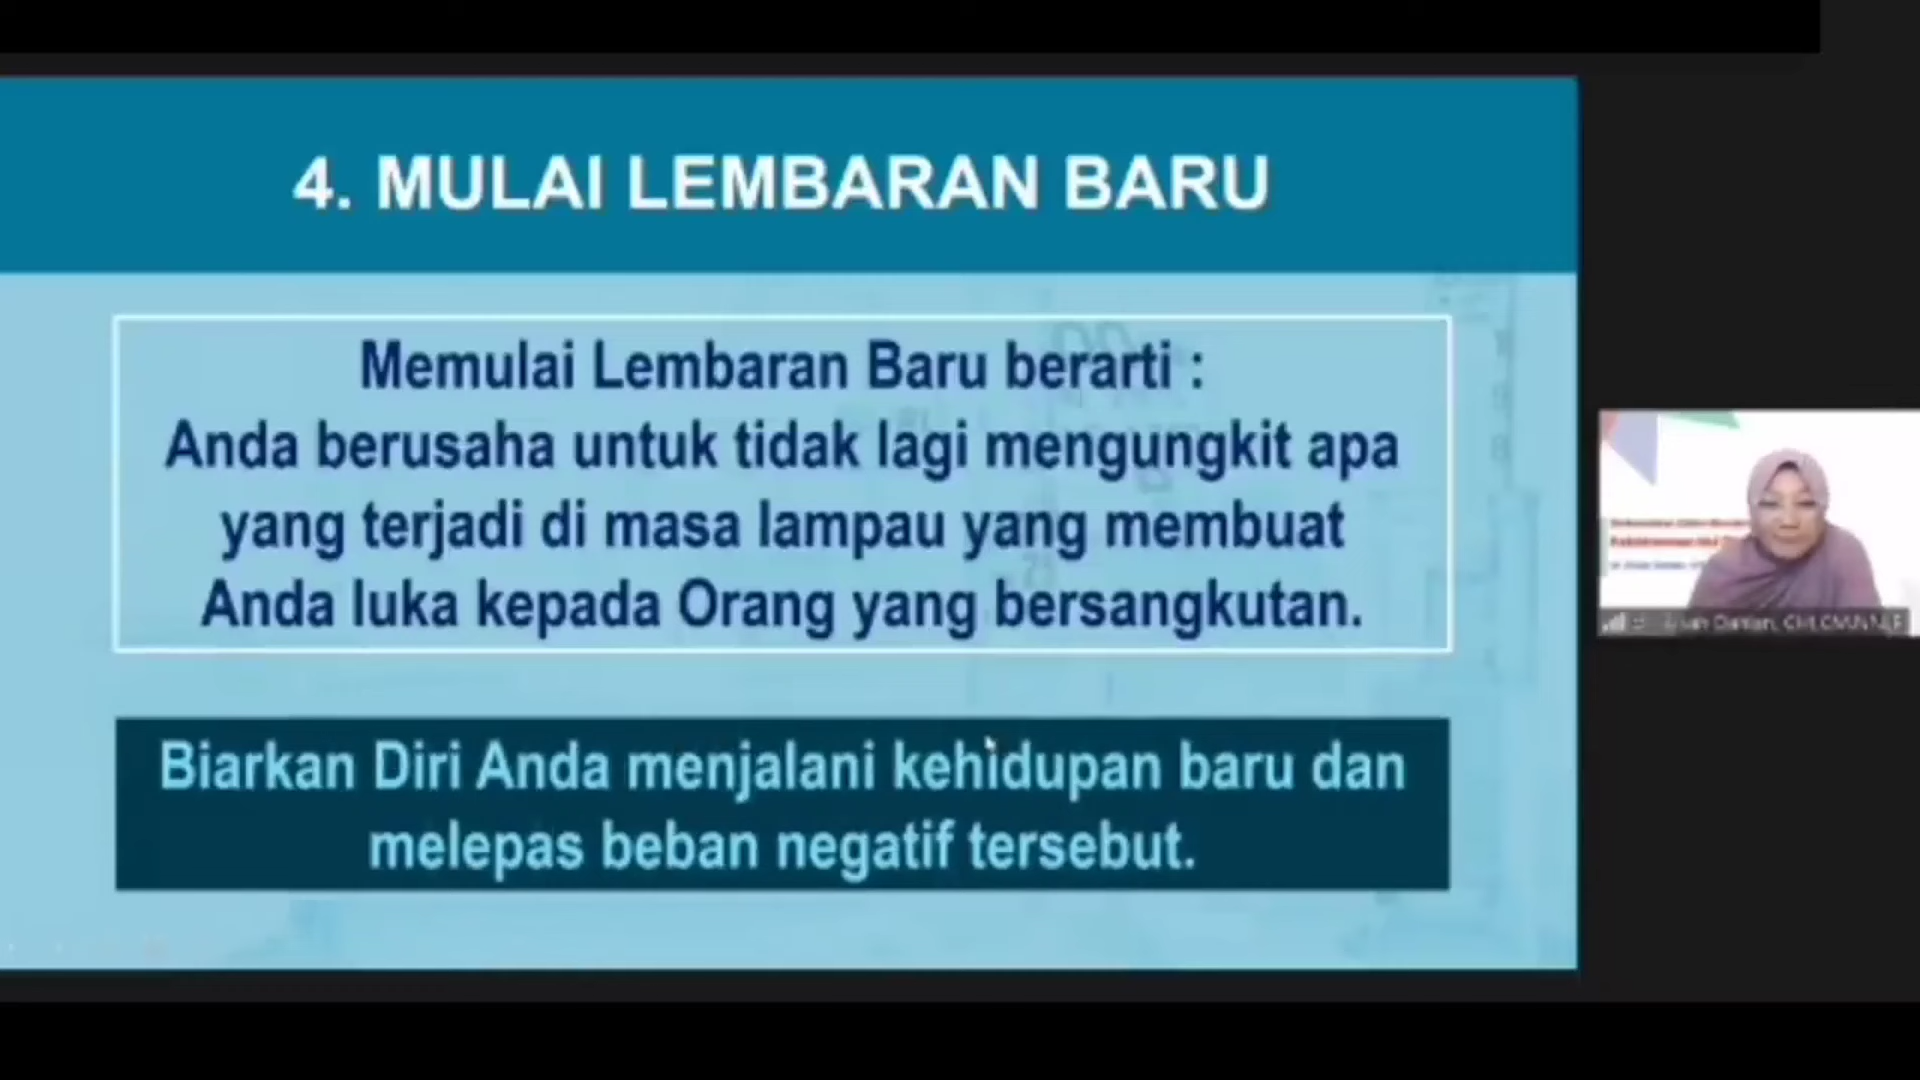 4. MULAI LEMBARAN BARU
Memulai Lembaran Baru berarti :
Anda berusaha untuk tidak lagi mengungkit apa
yang terjadi di masa lampau yang membuat
Anda luka kepada Orang yang bersangkutan.
Biarkan Diri Anda menjalani kehidupan baru dan
melepas beban negatif tersebut.